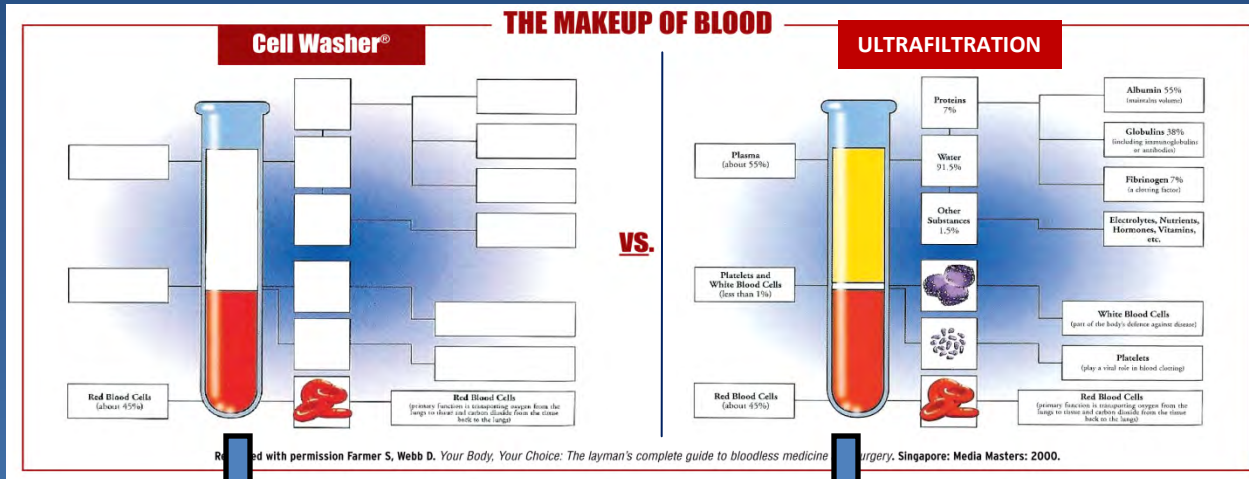 THE MAKEUP OF BLOOD
Cell Washer®
Red Blood Cells
(about 45%)
Red Blood Cells
(primary function is transporting oxygen from the
lungs to tissue and carbon dioxide from the tissue
back to the lungs)
VS.
ULTRAFILTRATION
Plasma
(about 55%)
Platelets and
White Blood Cells
(less than 1%)
Red Blood Cells
(about 45%)
Proteins
7%
Water
91.5%
Other
Substances
1.5%
Albumin 55%
(maintains volume)
Globulins 38%
(including immunoglobulins
or antibodies)
Fibrinogen 7%
(a clotting factor)
Electrolytes, Nutrients,
Hormones, Vitamins,
etc.
White Blood Cells
(part of the body's defence against disease)
Platelets
(play a vital role in blood clotting)
Red Blood Cells
(primary function is transporting oxygen from the
lungs to tissue and carbon dioxide from the tissue
back to the lungs)
with permission Farmer S, Webb D. Your Body, Your Choice: The layman's complete guide to bloodless medicine urgery. Singapore: Media Masters: 2000.